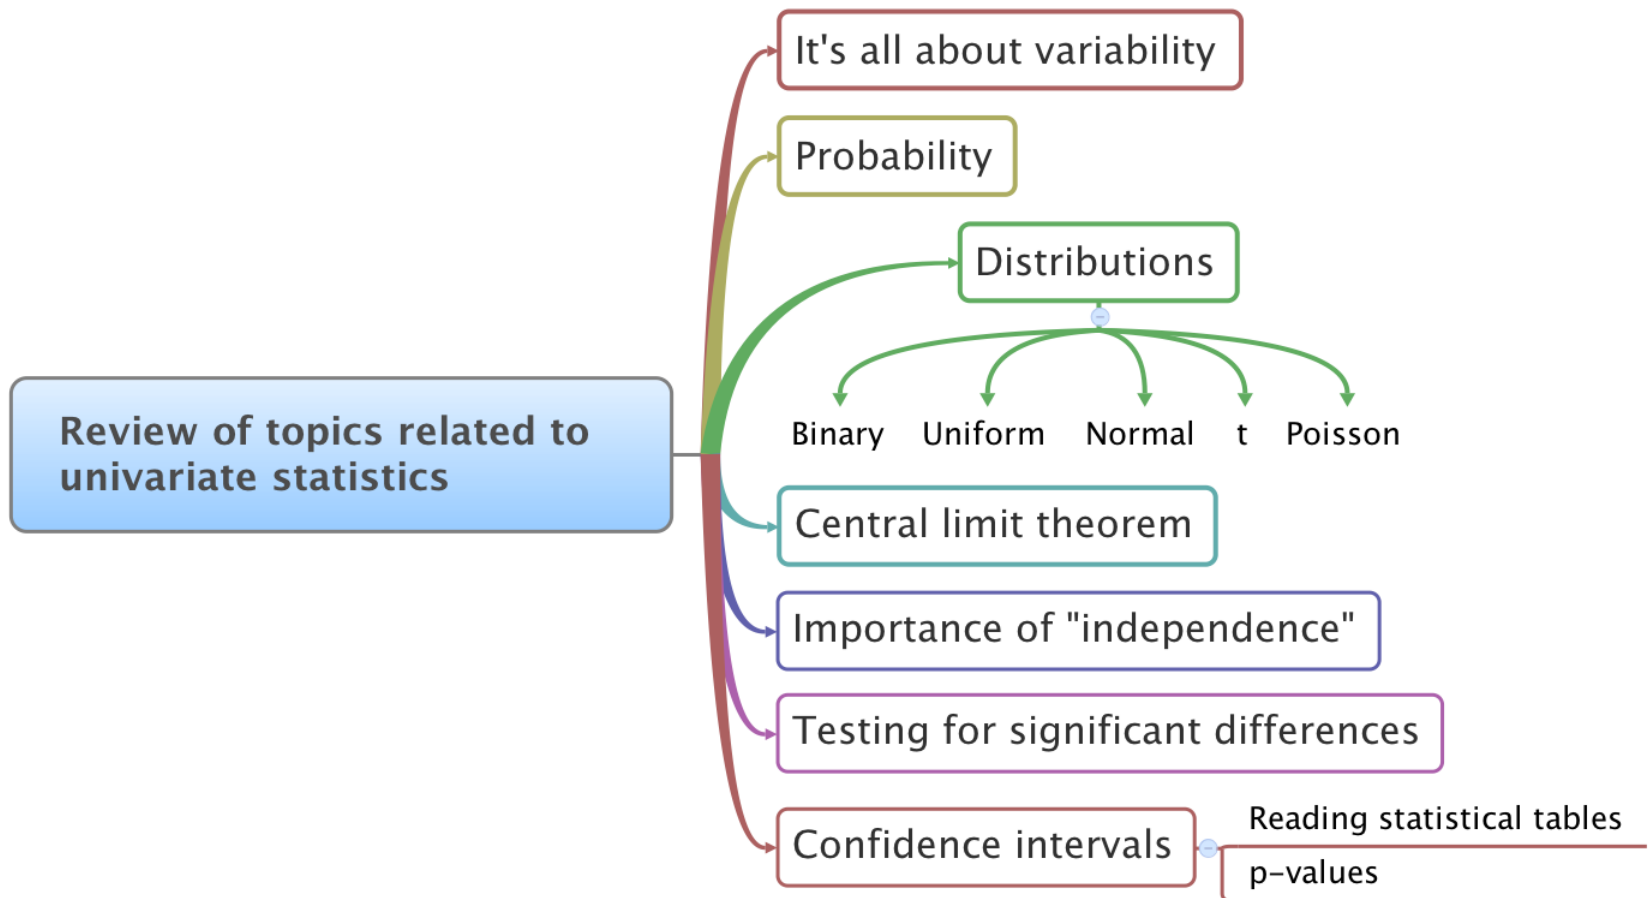 It's all about variability
Probability
Distributions
Binary Uniform Normal t Poisson
Review of topics related to
univariate statistics
Central limit theorem
Importance of "independence"
Testing for significant differences
Confidence intervals
Reading statistical tables
p-values